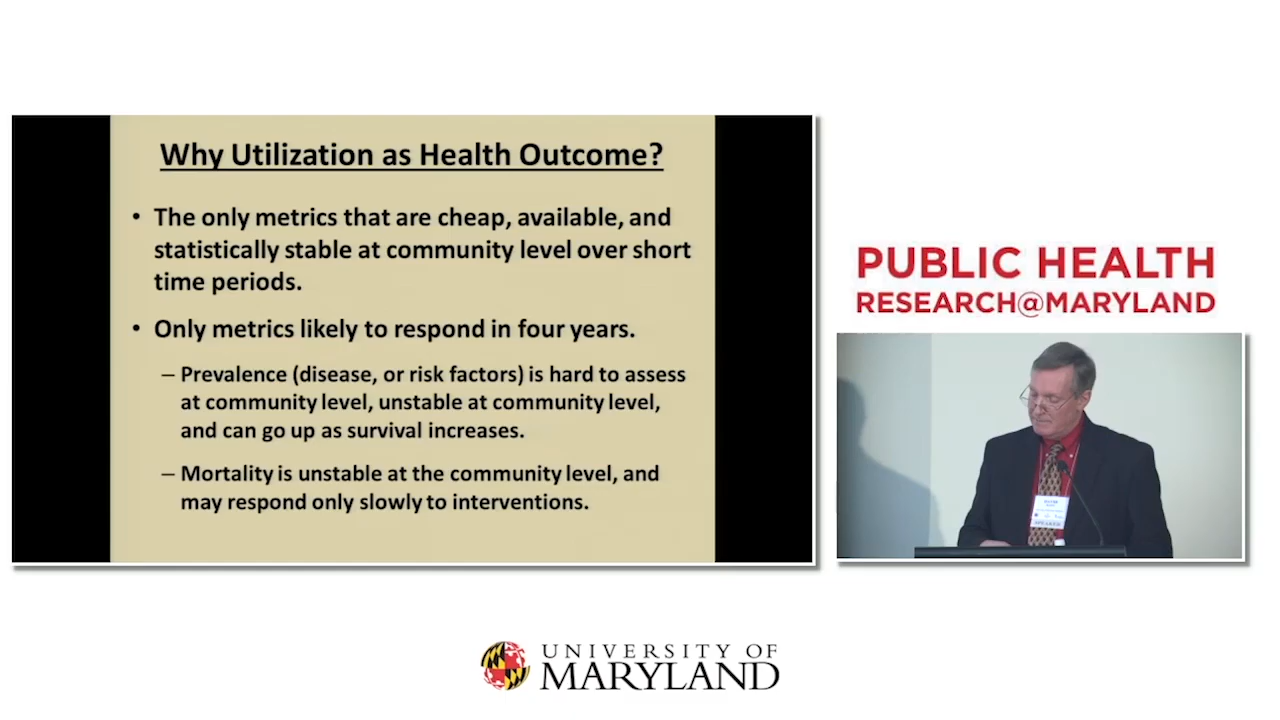 Why Utilization as Health Outcome?
• The only metrics that are cheap, available, and
statistically stable at community level over short
time periods.
• Only metrics likely to respond in four years.
– Prevalence (disease, or risk factors) is hard to assess
at community level, unstable at community level,
and can go up as survival increases.
– Mortality is unstable at the community level, and
may respond only slowly to interventions.
PUBLIC HEALTH
RESEARCH@MARYLAND
SPEAKER
UNIVERSITY OF
MARYLAND